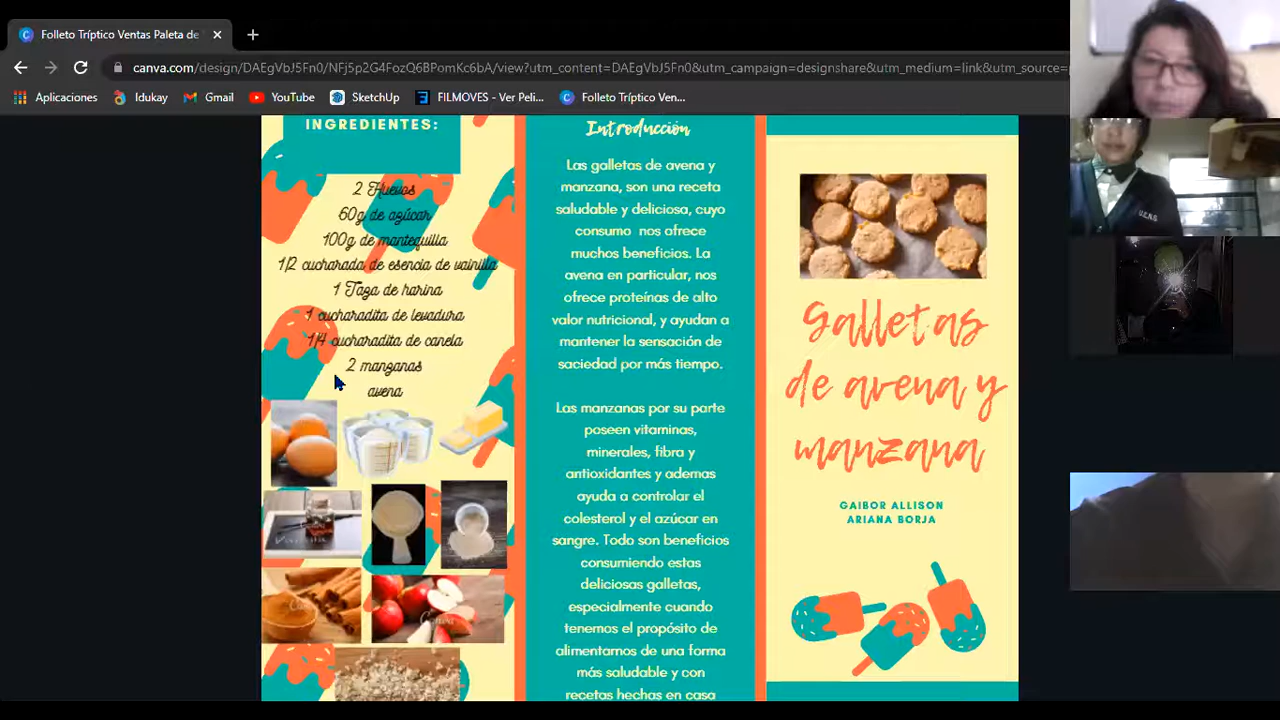 Folleto Tríptico Ventas Paleta de
canva.com/design/DAEgVbJ5Fn0/NFj5p2G4FozQ6BPomKc6bA/view?utm_content=DAEgVbJ5Fn0&utm_campaign=designshare&utm_medium=link&utm_source=
Aplicaciones
Idukay
Gmail
YouTube
SketchUp
FILMOVES - Ver Peli...
Folleto Tríptico Ven...
INGREDIENTES:
2 Huevos
60g de azúcar
100g de mantequilla
1/2 cucharada de esencia de vainilla
1 Taza de harina
1 cucharadita de levadura
1/4 cucharadita de canela
2 manzanas
avena
Introducción
Las galletas de avena y
manzana, son una receta
saludable y deliciosa, cuyo
consumo nos ofrece
muchos beneficios. La
avena en particular, nos
ofrece proteínas de alto
valor nutricional, y ayudan a
mantener la sensación de
saciedad por más tiempo.
Las manzanas por su parte
poseen vitaminas,
minerales, fibra y
antioxidantes y ademas
ayuda a controlar el
colesterol y el azúcar en
sangre. Todo son beneficios
consumiendo estas
deliciosas galletas,
especialmente cuando
tenemos el propósito de
alimentarnos de una forma
más saludable y con
recetas hechas en casa
Galletas
de avena y
manzana
GAIBOR ALLISON
ARIANA BORJA